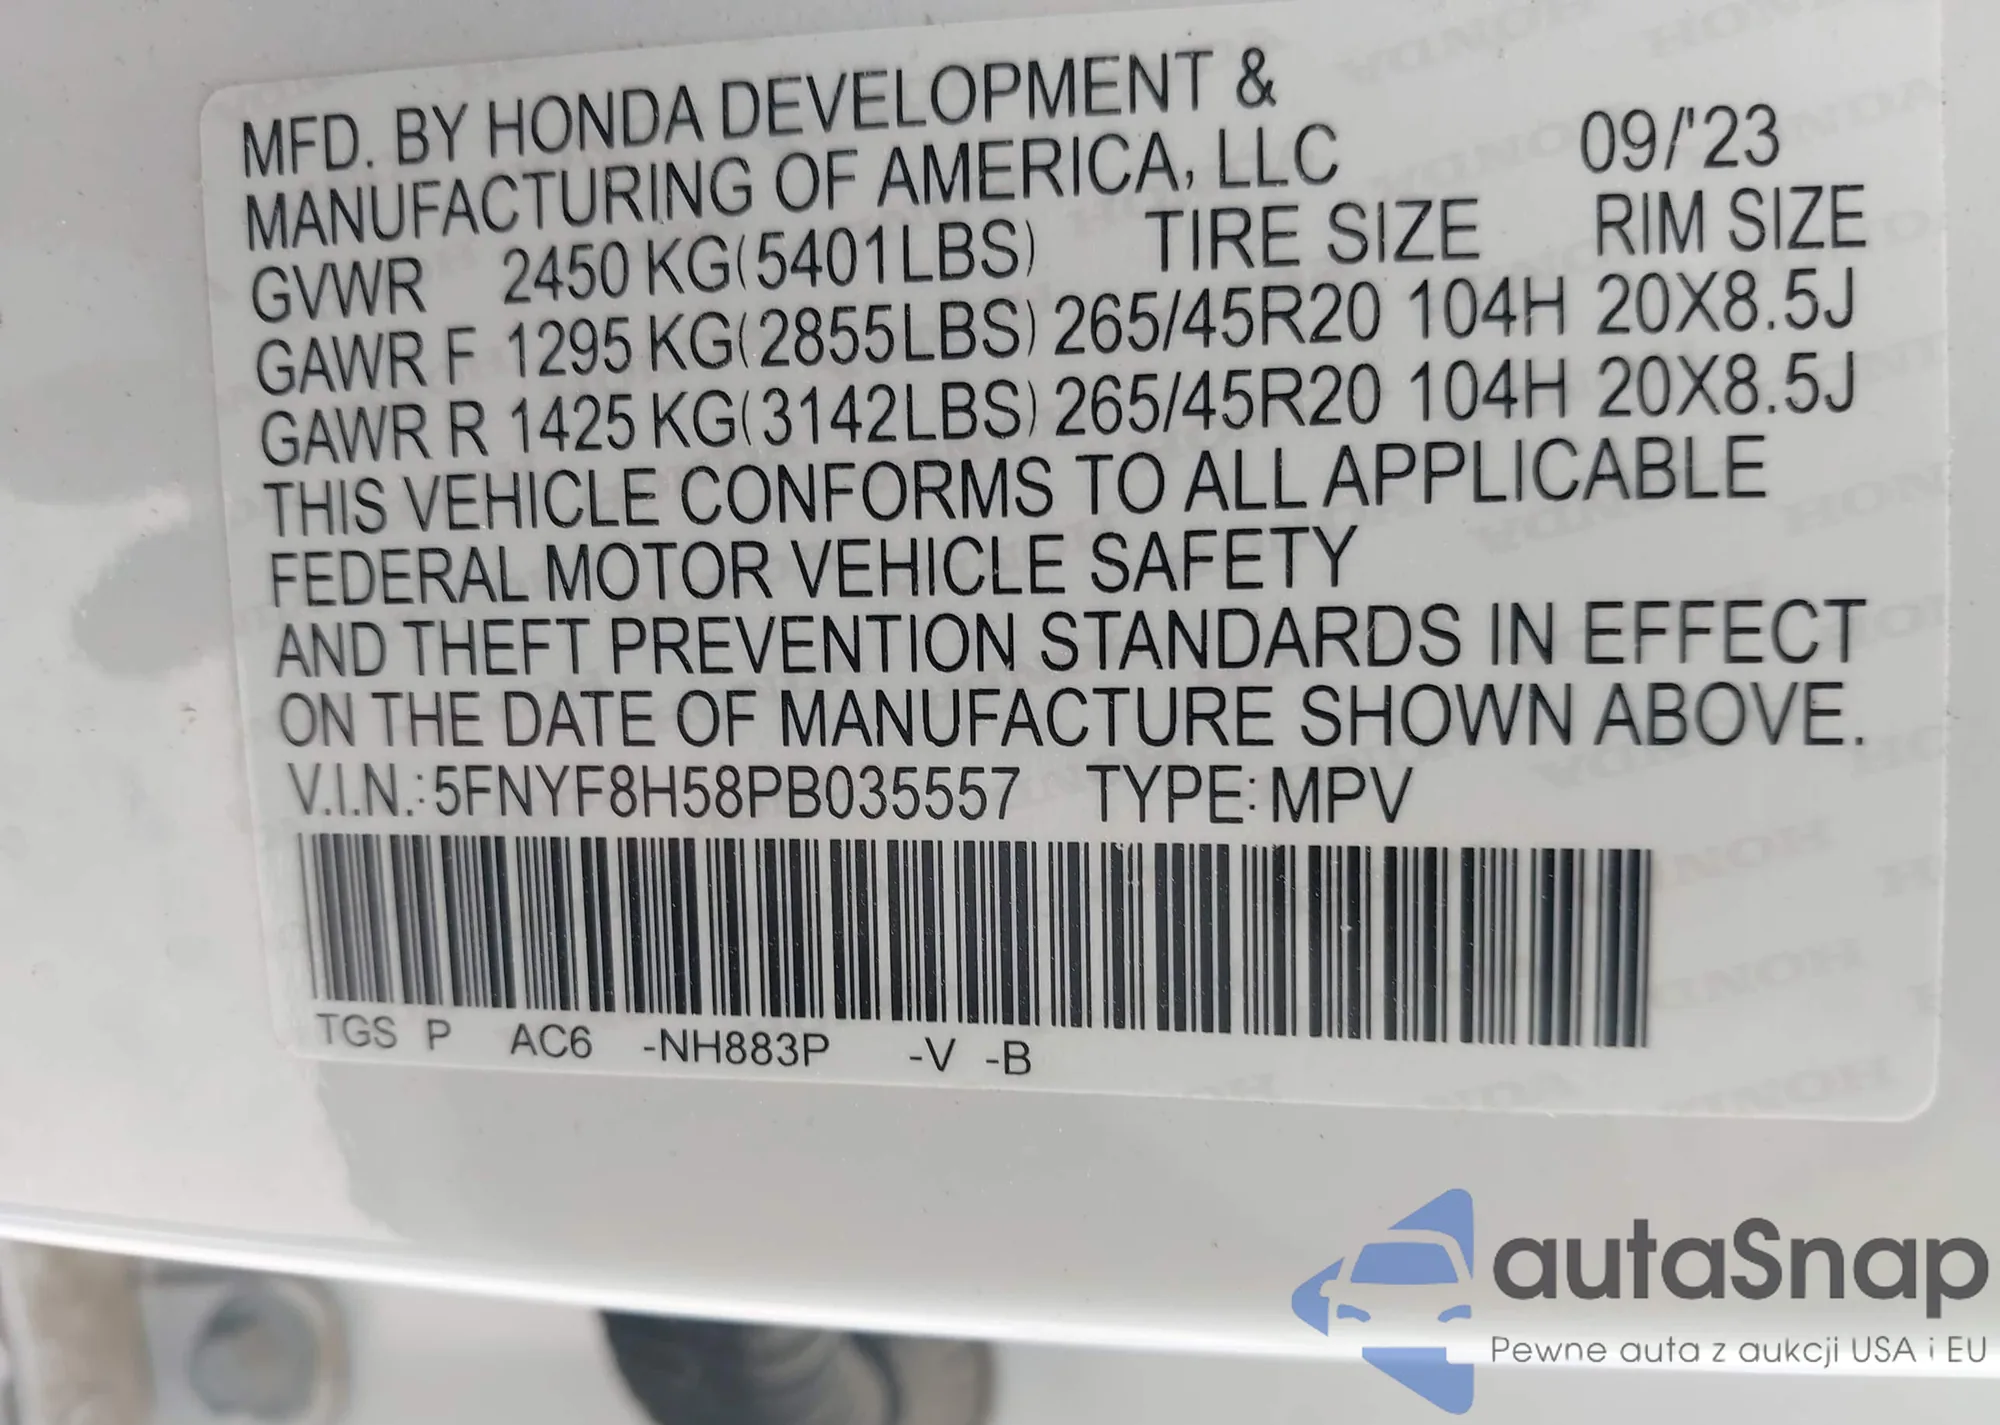 MFD. BY HONDA DEVELOPMENT &
MANUFACTURING OF AMERICA, LLC 09/'23
GVWR 2450 KG(5401LBS) TIRE SIZE RIM SIZE
GAWR F 1295 KG(2855LBS) 265/45R20 104H 20X8.5J
GAWR R 1425 KG(3142LBS) 265/45R20 104H 20X8.5J
THIS VEHICLE CONFORMS TO ALL APPLICABLE
FEDERAL MOTOR VEHICLE SAFETY
AND THEFT PREVENTION STANDARDS IN EFFECT
ON THE DATE OF MANUFACTURE SHOWN ABOVE.
V.I.N.: 5FNYF8H58PB035557 TYPE: MPV
TGS P AC6 -NH883P -V -B
autaSnap
Pewne auta z aukcji USA i EU